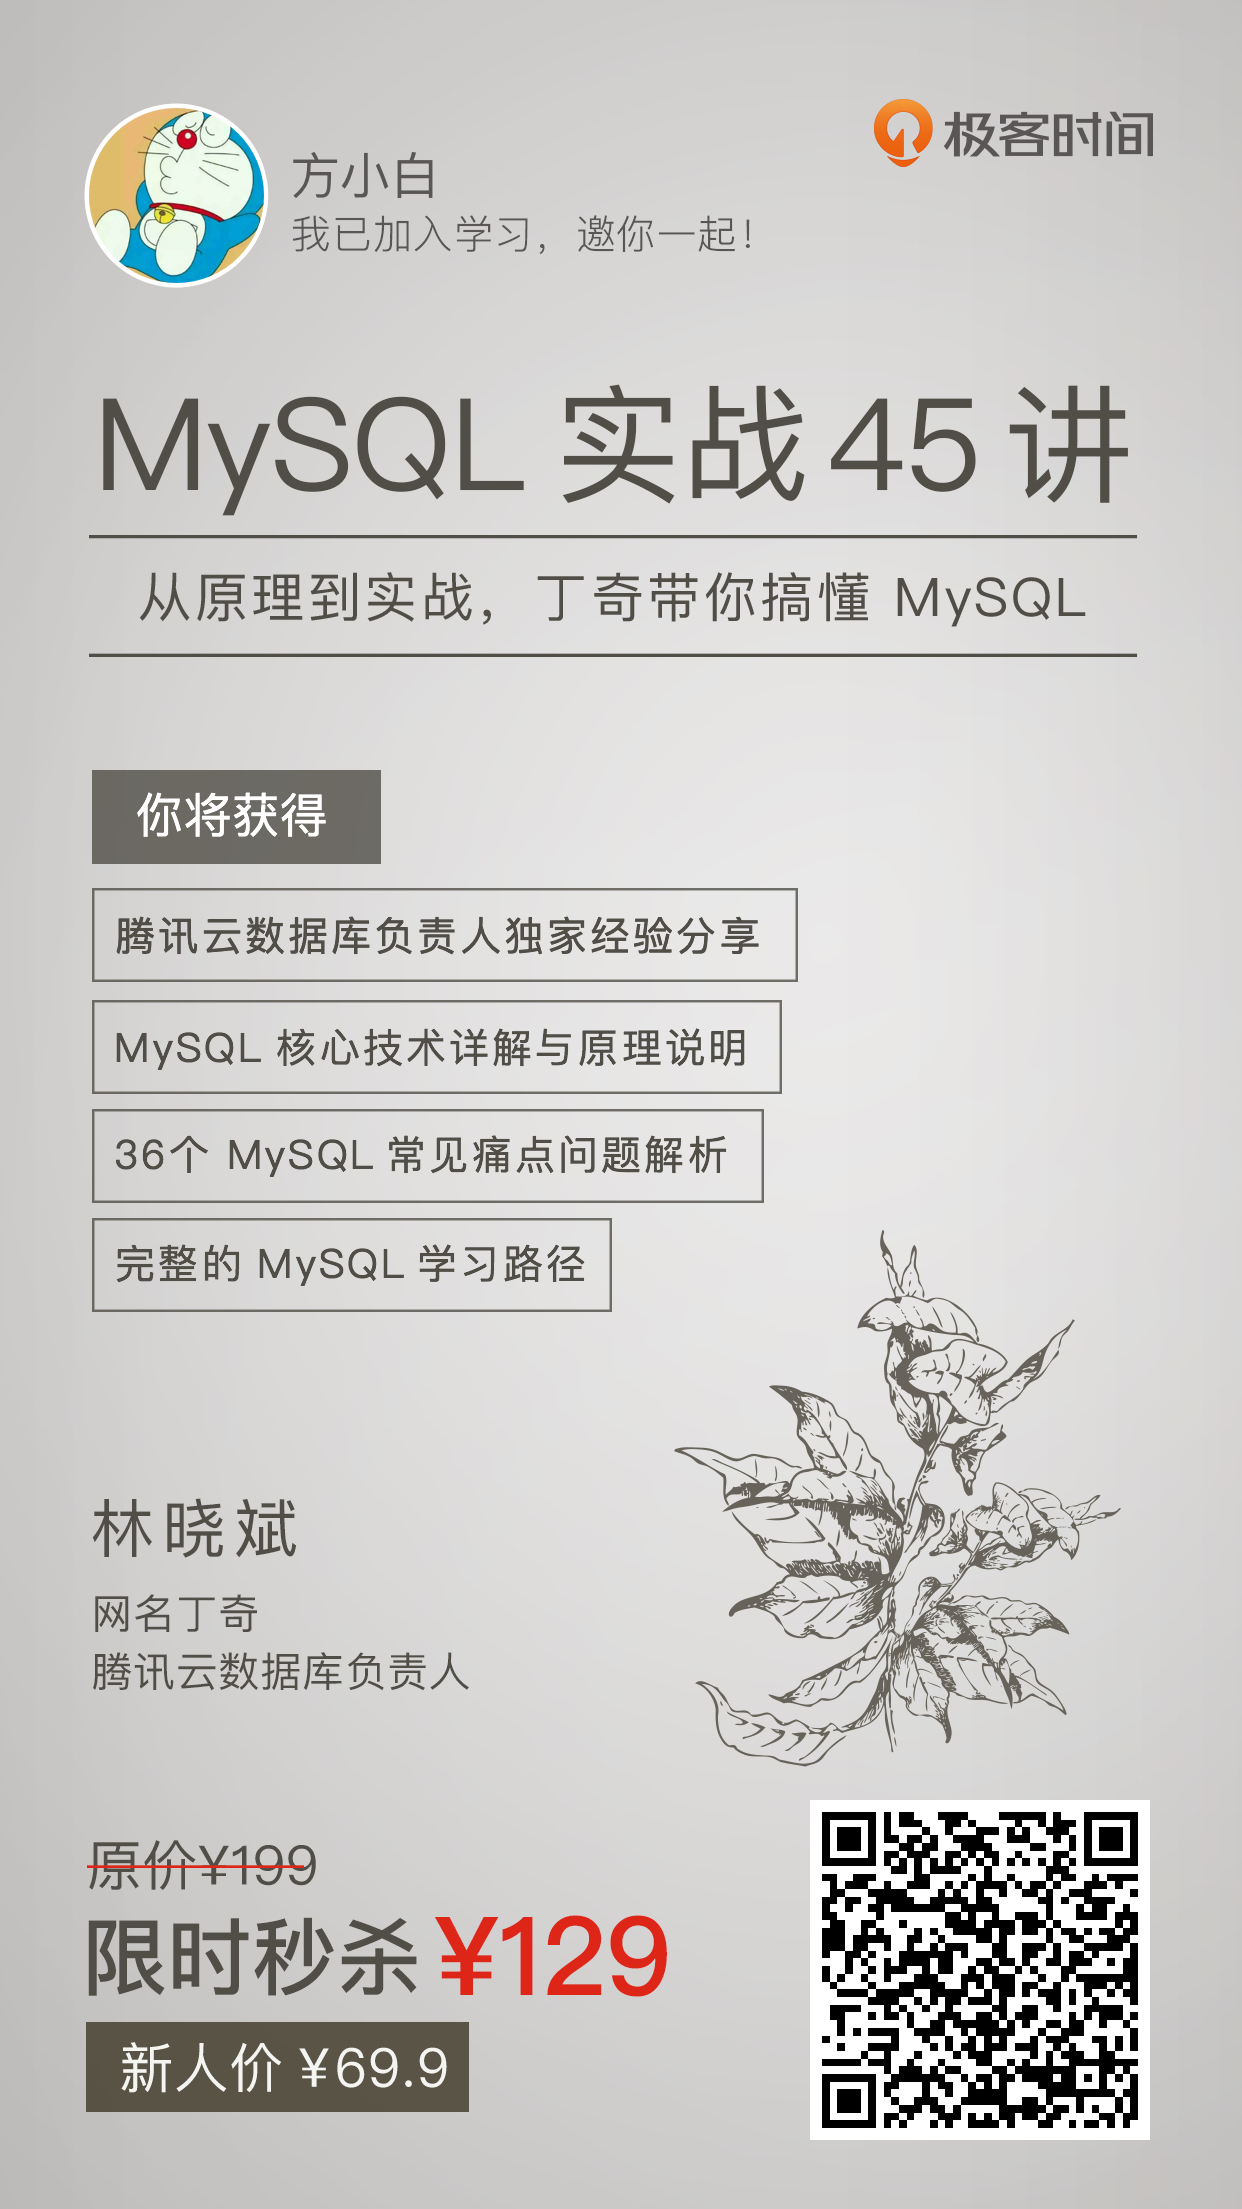 极客时间
方小白
我已加入学习，邀你一起！
MySQL 实战 45 讲
从原理到实战，丁奇带你搞懂 MySQL
你将获得
腾讯云数据库负责人独家经验分享
MySQL 核心技术详解与原理说明
36个 MySQL 常见痛点问题解析
完整的 MySQL 学习路径
林晓斌
网名丁奇
腾讯云数据库负责人
原价¥199
限时秒杀 ¥129
新人价 ¥69.9